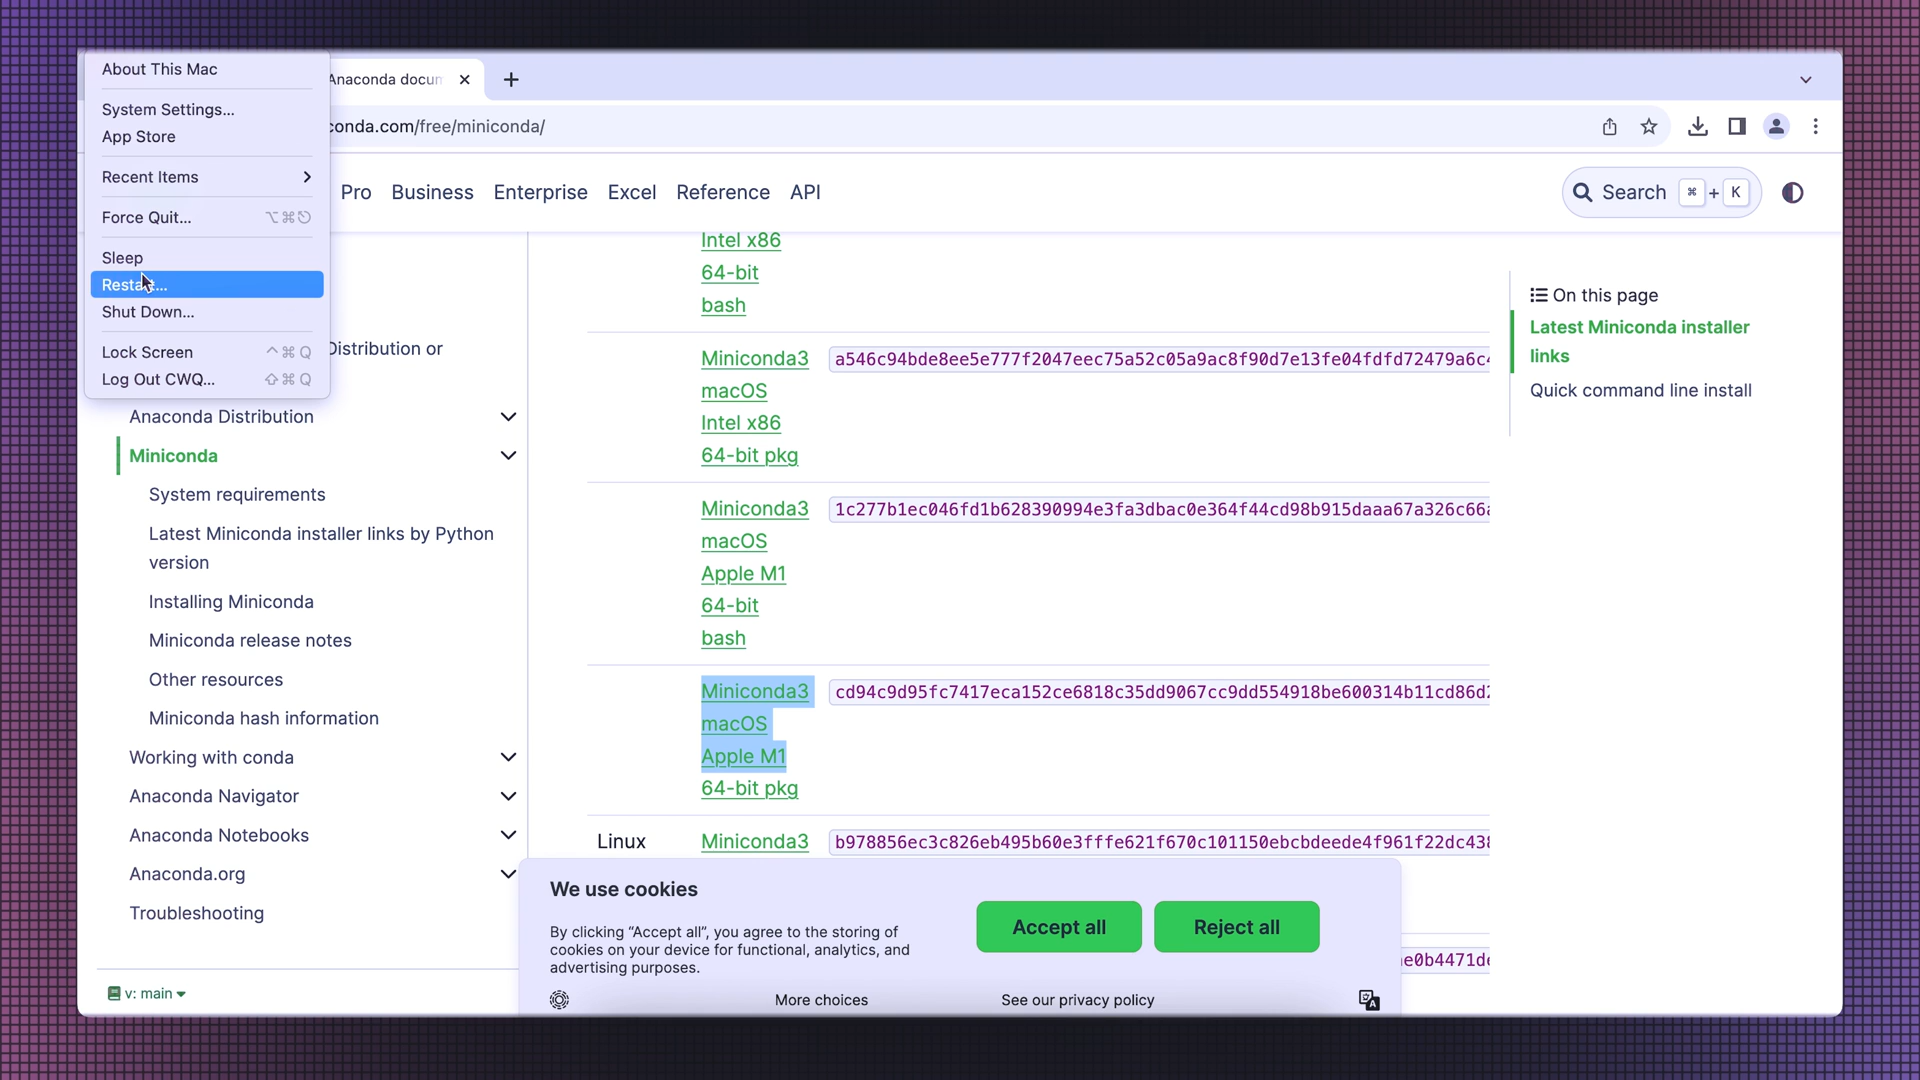 About This Mac
System Settings...
App Store
Recent Items
Force Quit... ⌥⌘⎋
Sleep
Restart...
Shut Down...
Lock Screen ^⌘Q
Log Out CWQ... ⇧⌘Q
Anaconda docum
conda.com/free/miniconda/
Pro Business Enterprise Excel Reference API
Search ⌘ + K
Distribution or
Anaconda Distribution
Miniconda
System requirements
Latest Miniconda installer links by Python
version
Installing Miniconda
Miniconda release notes
Other resources
Miniconda hash information
Working with conda
Anaconda Navigator
Anaconda Notebooks
Anaconda.org
Troubleshooting
v: main
Intel x86
64-bit
bash
Miniconda3 a546c94bde8ee5e777f2047eec75a52c05a9ac8f90d7e13fe04fdfd72479a6c4
macOS
Intel x86
64-bit pkg
Miniconda3 1c277b1ec046fd1b628390994e3fa3dbac0e364f44cd98b915daaa67a326c66a
macOS
Apple M1
64-bit
bash
Miniconda3 cd94c9d95fc7417eca152ce6818c35dd9067cc9dd554918be600314b11cd86d2
macOS
Apple M1
64-bit pkg
Linux Miniconda3 b978856ec3c826eb495b60e3fffe621f670c101150ebcbdeede4f961f22dc438
e0b4471de
On this page
Latest Miniconda installer
links
Quick command line install
We use cookies
By clicking “Accept all”, you agree to the storing of
cookies on your device for functional, analytics, and
advertising purposes.
Accept all Reject all
More choices See our privacy policy